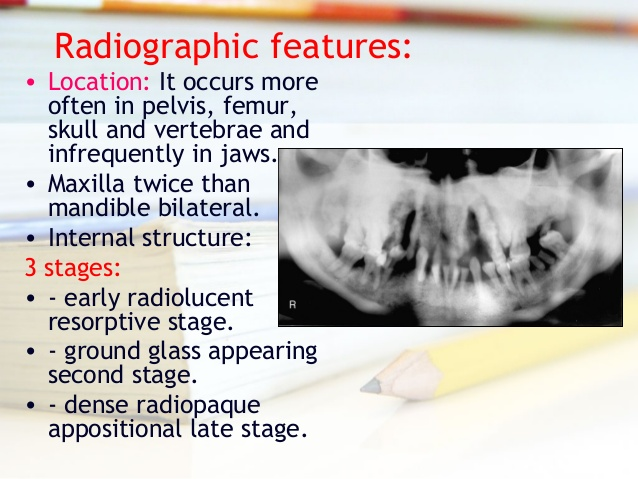 Radiographic features:
• Location: It occurs more
often in pelvis, femur,
skull and vertebrae and
infrequently in jaws.
• Maxilla twice than
mandible bilateral.
• Internal structure:
3 stages:
• - early radiolucent
resorptive stage.
• - ground glass appearing
second stage.
• - dense radiopaque
appositional late stage.
R